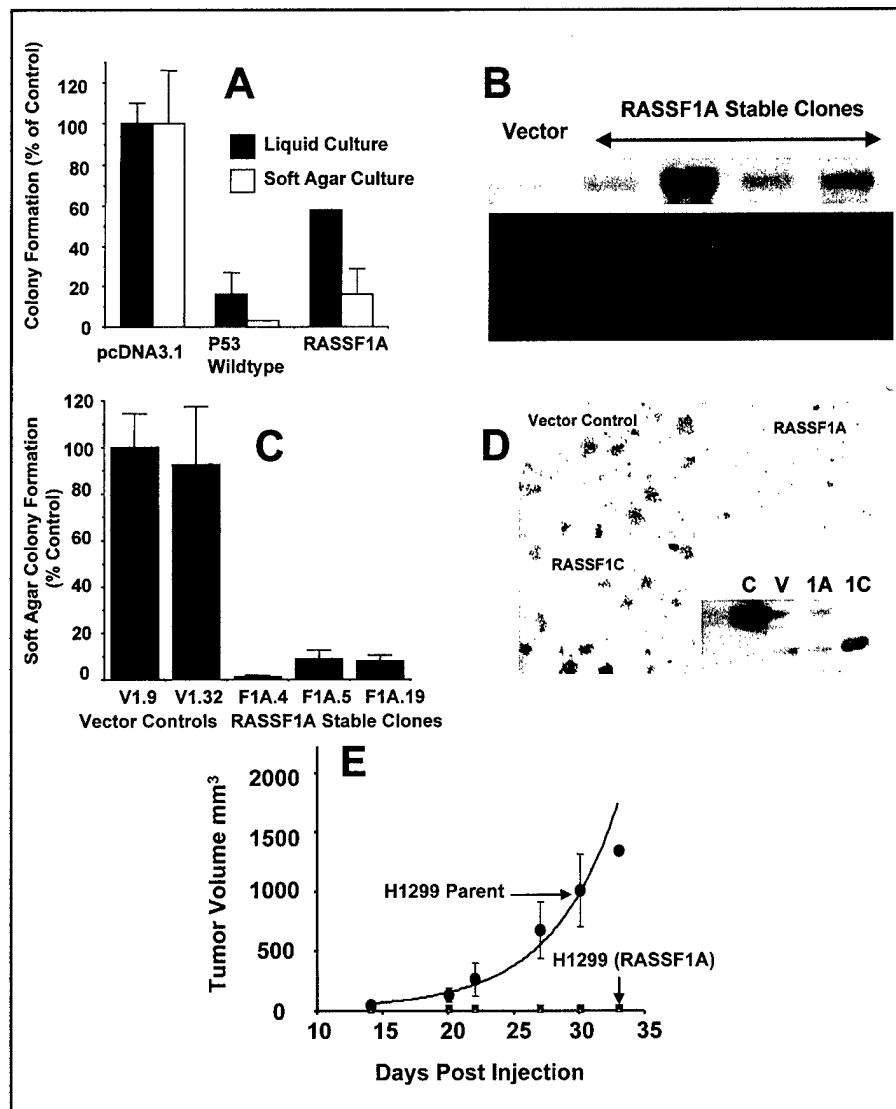 A
Colony Formation (% of Control)
120
100
80
60
40
20
0
Liquid Culture
Soft Agar Culture
pcDNA3.1
P53
Wildtype
RASSF1A
B
RASSF1A Stable Clones
Vector
C
Soft Agar Colony Formation
(% Control)
120
100
80
60
40
20
0
V1.9 V1.32 F1A.4 F1A.5 F1A.19
Vector Controls RASSF1A Stable Clones
D
Vector Control
RASSF1A
RASSF1C
C V 1A 1C
E
Tumor Volume mm³
2000
1500
1000
500
0
H1299 Parent
H1299 (RASSF1A)
10 15 20 25 30 35
Days Post Injection